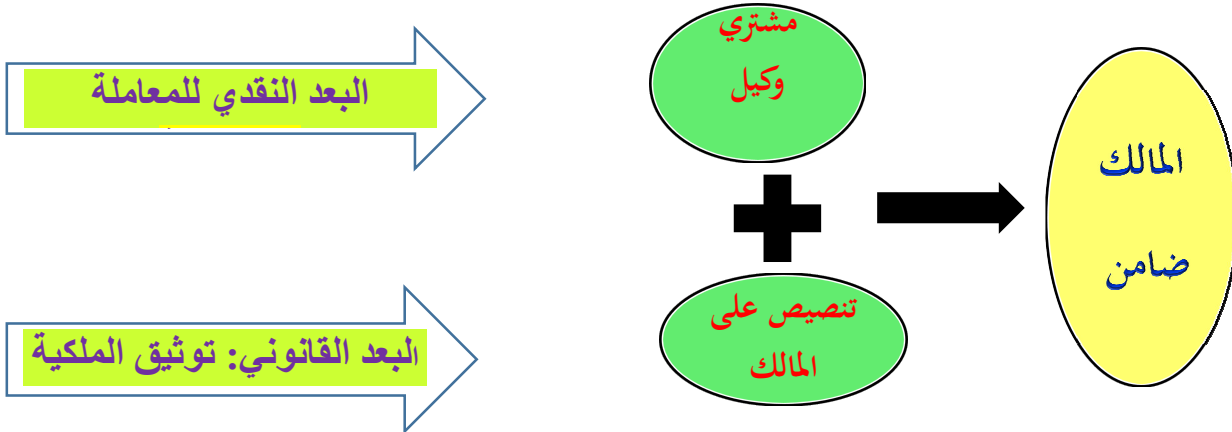 مشتري
وكيل
البعد النقدي للمعاملة
المالك
ضامن
تنصيص على
المالك
البعد القانوني: توثيق الملكية